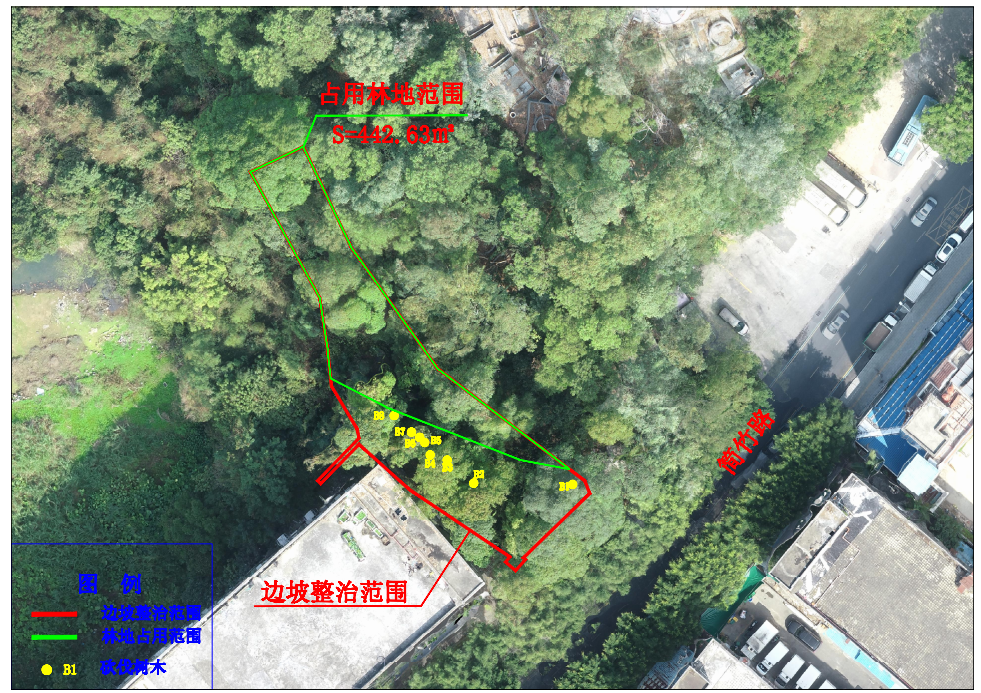 占用林地范围
S=442.63m²
B8
B7
B5
B4
B2
B1
筒竹路
边坡整治范围
图 例
边坡整治范围
林地占用范围
B1 砍伐树木